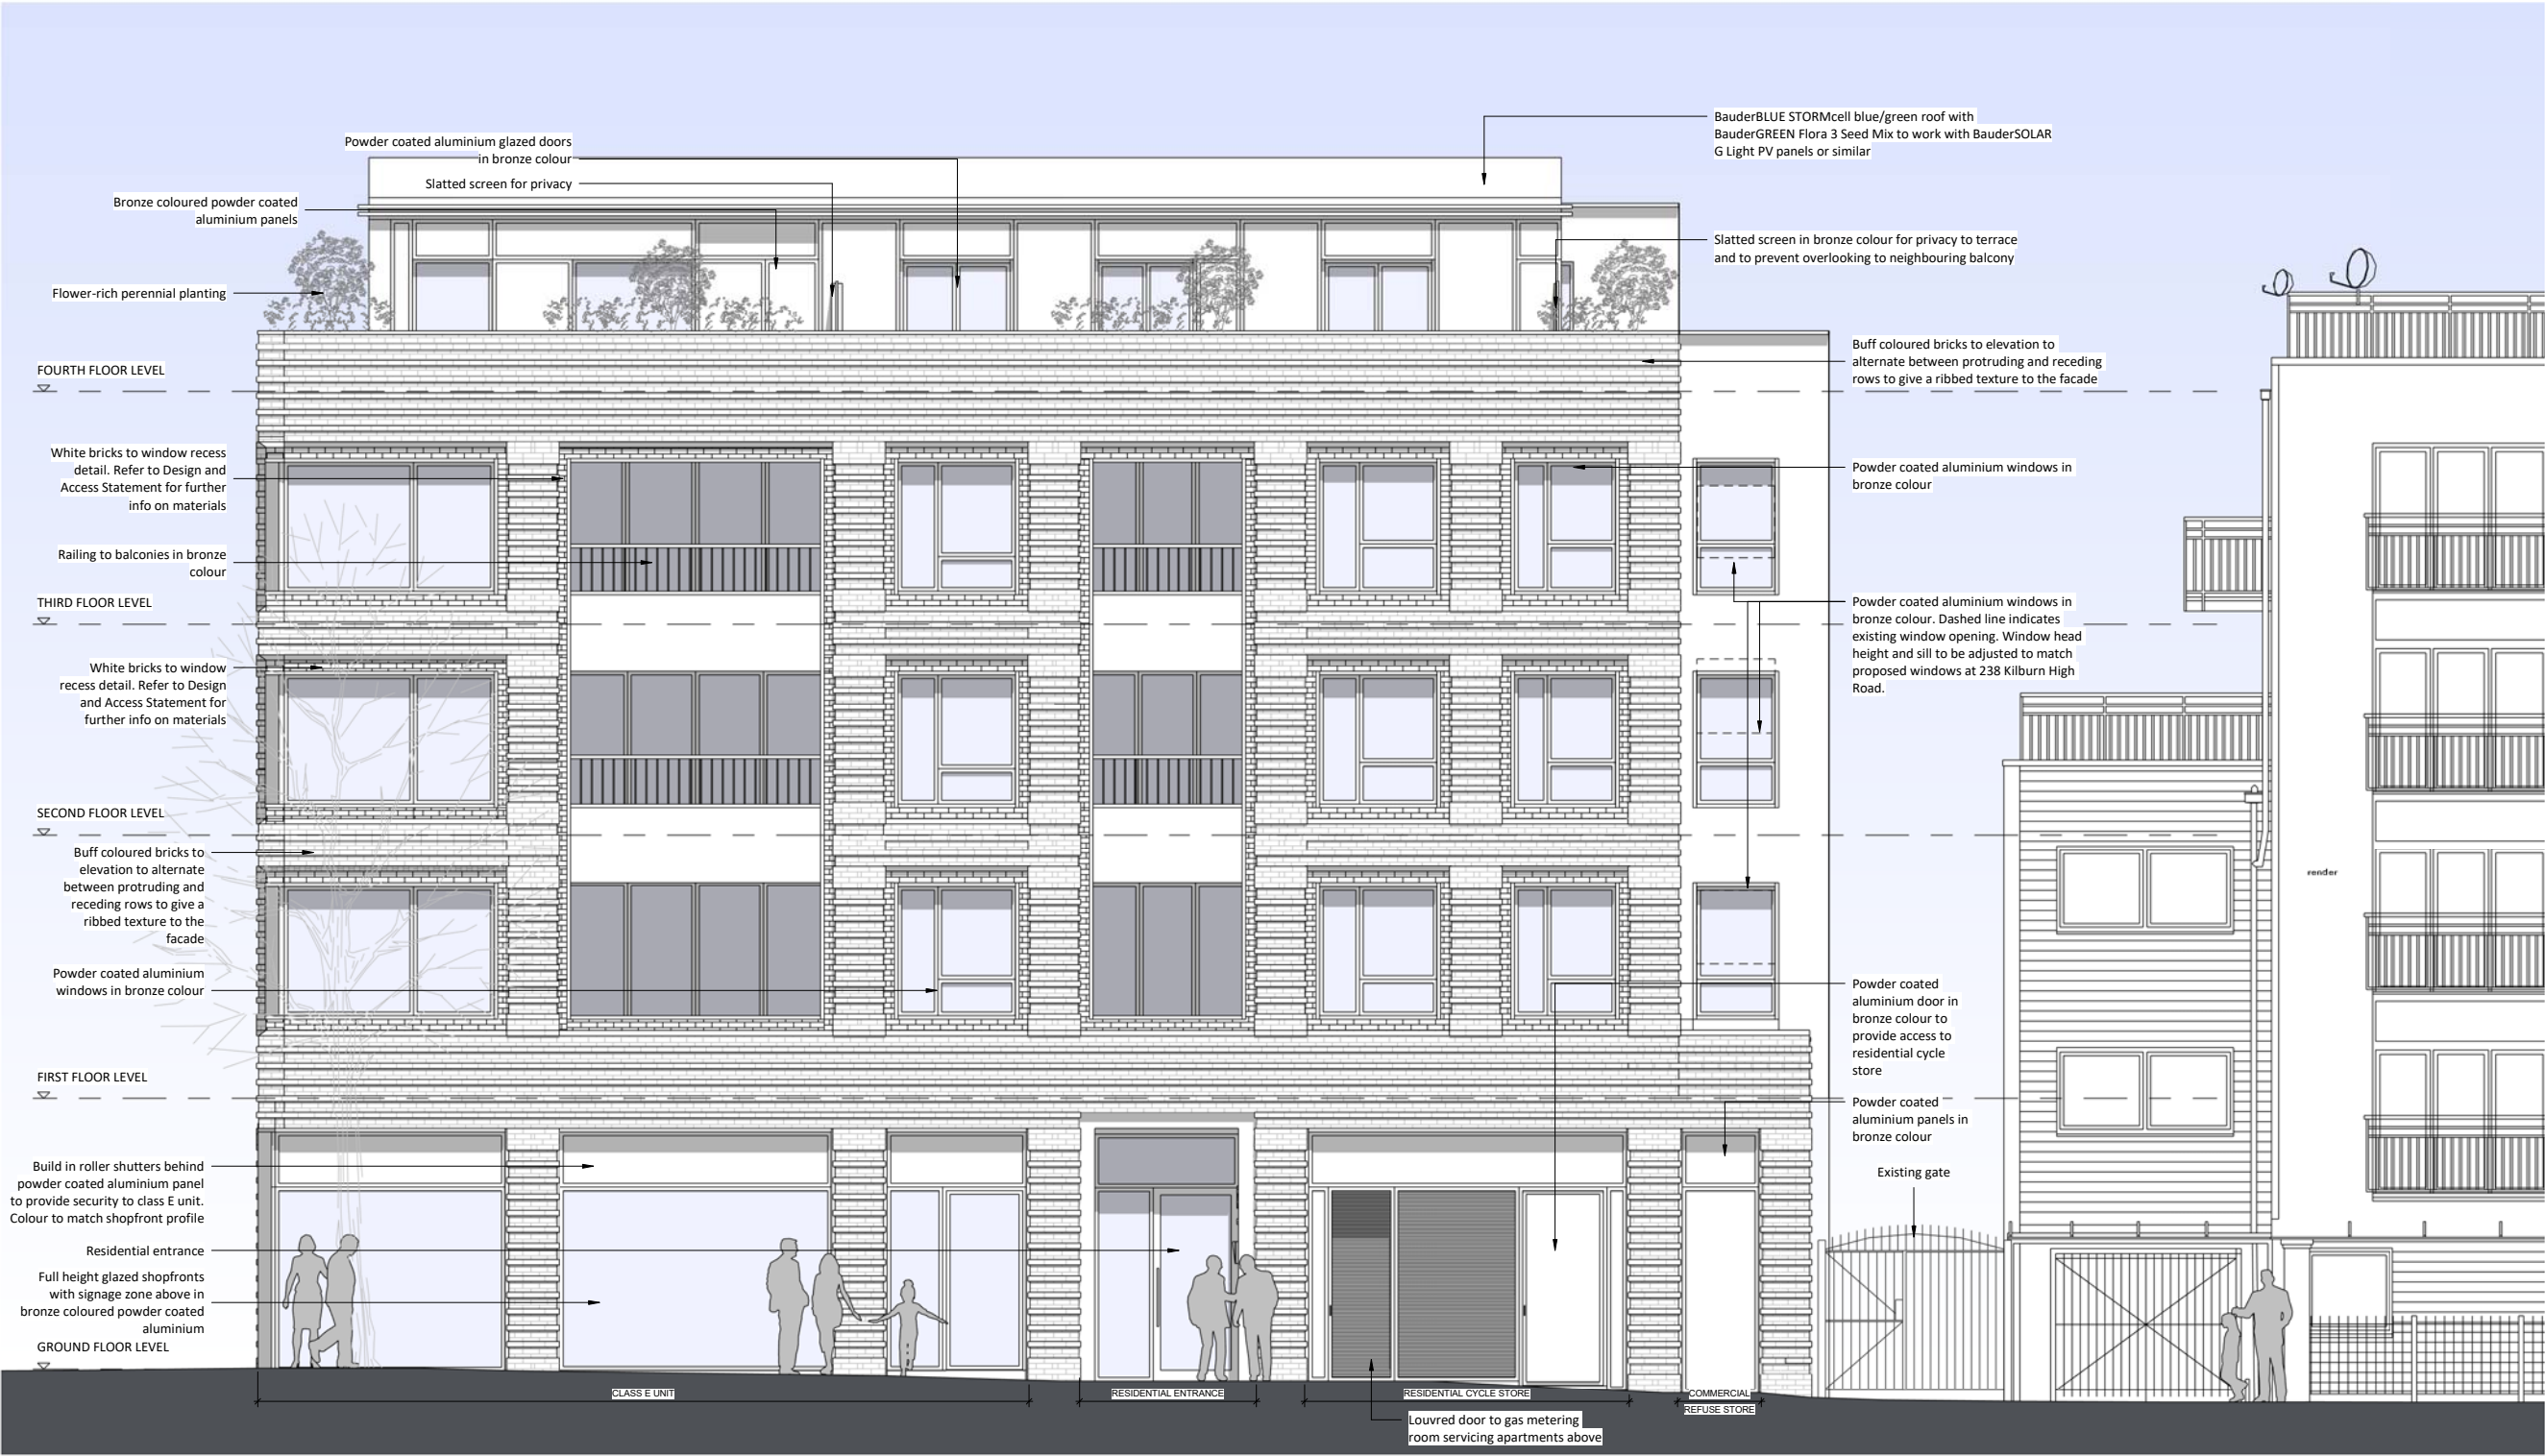 BauderBLUE STORMcell blue/green roof with
BauderGREEN Flora 3 Seed Mix to work with BauderSOLAR
G Light PV panels or similar
Powder coated aluminium glazed doors
in bronze colour
Slatted screen for privacy
Bronze coloured powder coated
aluminium panels
Slatted screen in bronze colour for privacy to terrace
and to prevent overlooking to neighbouring balcony
Flower-rich perennial planting
Buff coloured bricks to elevation to
alternate between protruding and receding
rows to give a ribbed texture to the facade
FOURTH FLOOR LEVEL
White bricks to window recess
detail. Refer to Design and
Access Statement for further
info on materials
Powder coated aluminium windows in
bronze colour
Railing to balconies in bronze
colour
THIRD FLOOR LEVEL
Powder coated aluminium windows in
bronze colour. Dashed line indicates
existing window opening. Window head
height and sill to be adjusted to match
proposed windows at 238 Kilburn High
Road.
White bricks to window
recess detail. Refer to Design
and Access Statement for
further info on materials
SECOND FLOOR LEVEL
Buff coloured bricks to
elevation to alternate
between protruding and
receding rows to give a
ribbed texture to the
facade
render
Powder coated aluminium
windows in bronze colour
Powder coated
aluminium door in
bronze colour to
provide access to
residential cycle
store
FIRST FLOOR LEVEL
Powder coated
aluminium panels in
bronze colour
Build in roller shutters behind
powder coated aluminium panel
to provide security to class E unit.
Colour to match shopfront profile
Existing gate
Residential entrance
Full height glazed shopfronts
with signage zone above in
bronze coloured powder coated
aluminium
GROUND FLOOR LEVEL
CLASS E UNIT
RESIDENTIAL ENTRANCE
RESIDENTIAL CYCLE STORE
COMMERCIAL
REFUSE STORE
Louvred door to gas metering
room servicing apartments above